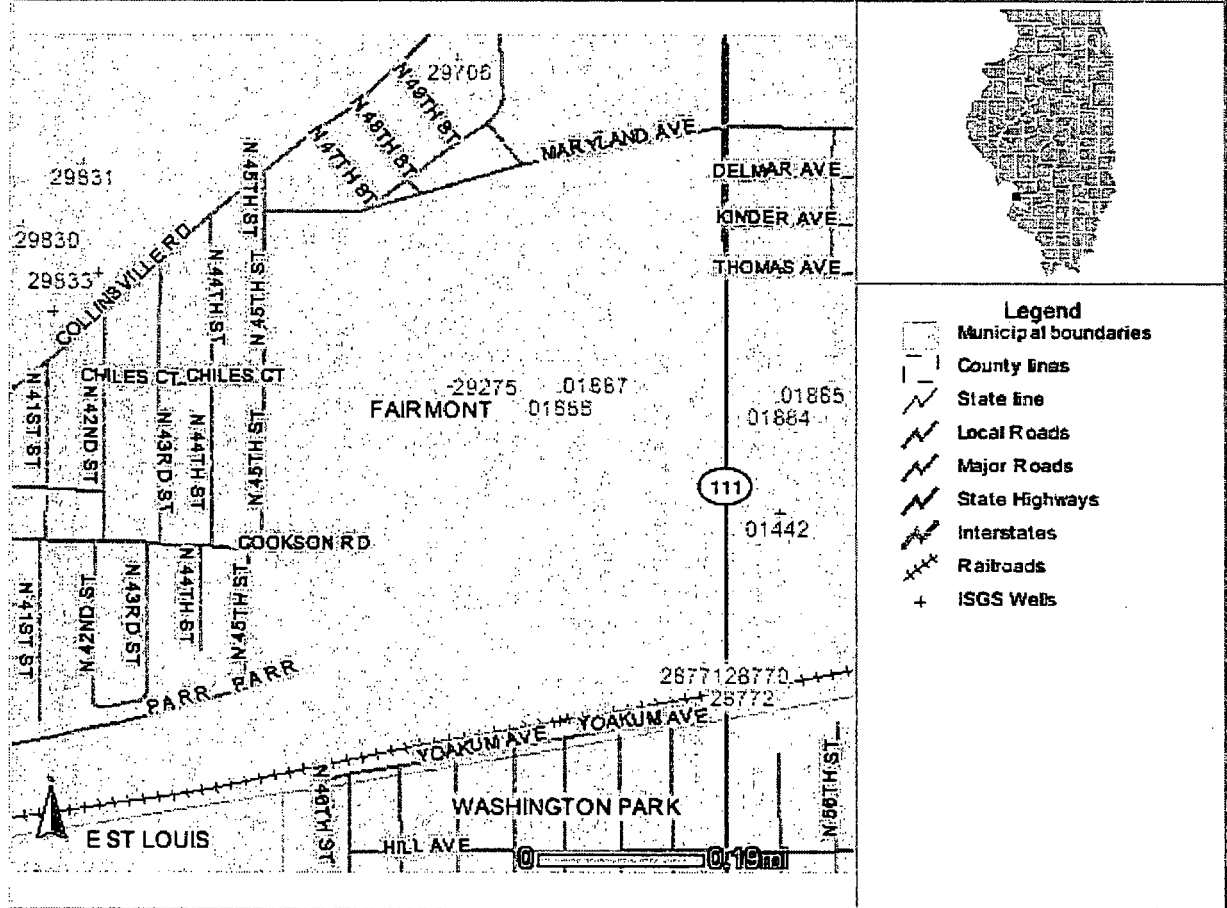 29706
N 49TH ST
N 48TH ST
N 47TH ST
MARYLAND AVE
N 45TH ST
29831
DELMAR AVE
KINDER AVE
29830
COLLINSVILLE RD
N 44TH ST
N 45TH ST
THOMAS AVE
29833
CHILES CT CHILES CT
29275 01887
01885
FAIRMONT
01884
N 41ST ST
N 42ND ST
N 43RD ST
N 44TH ST
N 45TH ST
111
01442
COOKSON RD
N 41ST ST
N 42ND ST
N 43RD ST
N 44TH ST
N 45TH ST
PARR PARR
28771 28770
28772
YOAKUM AVE YOAKUM AVE
N 46TH ST
WASHINGTON PARK
N 56TH ST
E ST LOUIS
HILL AVE
0 0.19mi
Legend
Municipal boundaries
County lines
State line
Local Roads
Major Roads
State Highways
Interstates
Railroads
ISGS Wells